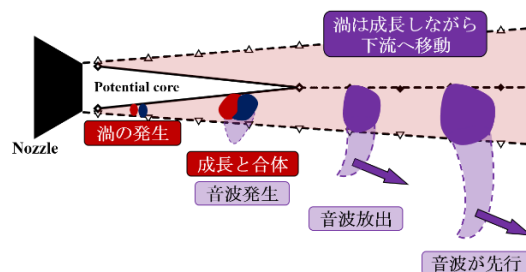 渦は成長しながら
下流へ移動
Potential core
渦の発生
Nozzle
成長と合体
音波発生
音波放出
音波が先行